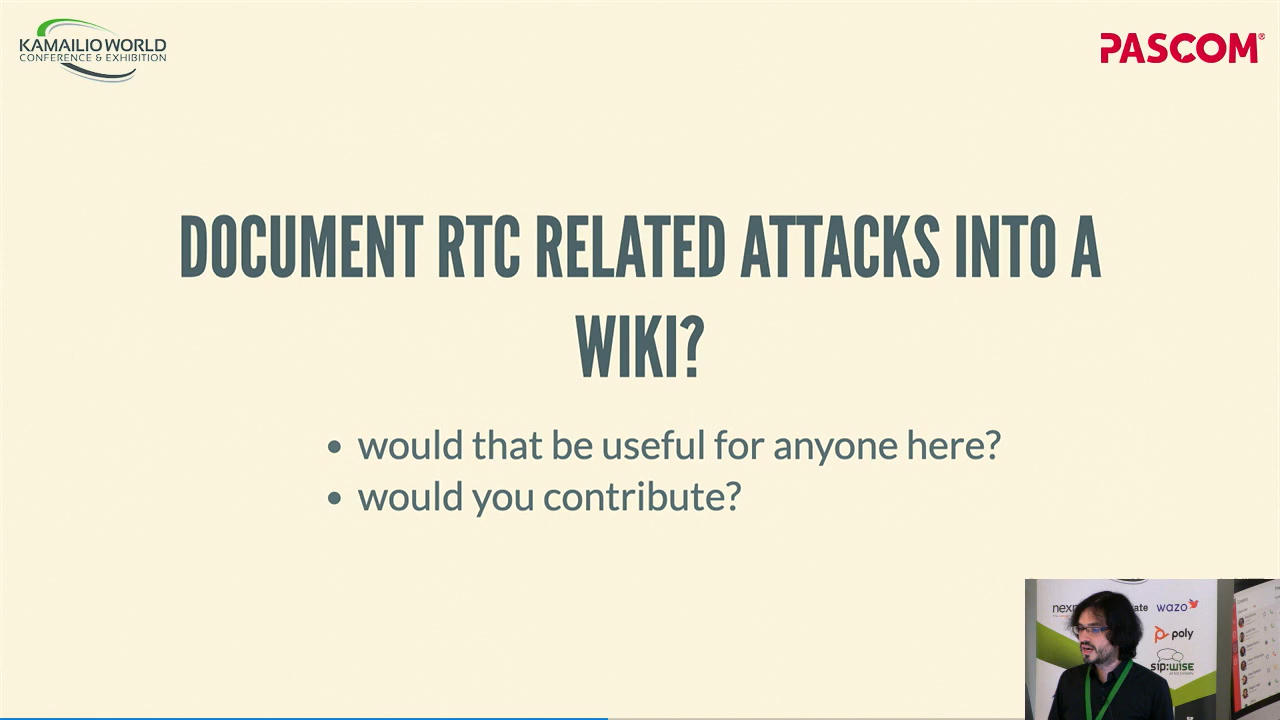 KAMAILIO WORLD
CONFERENCE & EXHIBITION
PASCOM®
DOCUMENT RTC RELATED ATTACKS INTO A
WIKI?
• would that be useful for anyone here?
• would you contribute?
wazo
poly
sip:wise